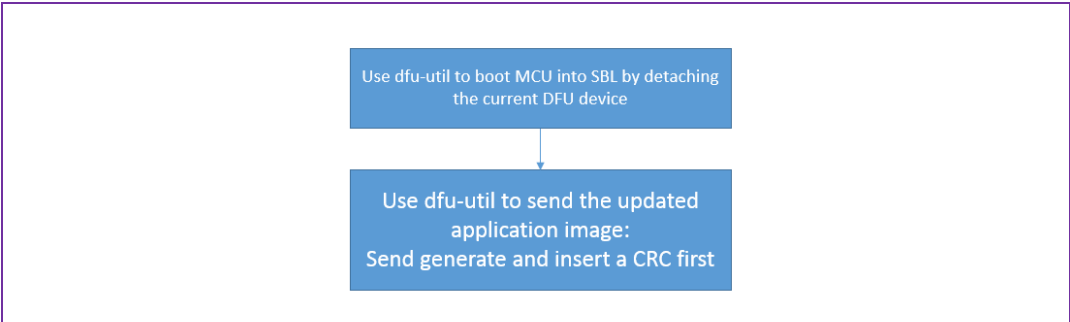 Use dfu-util to boot MCU into SBL by detaching
the current DFU device
Use dfu-util to send the updated
application image:
Send generate and insert a CRC first